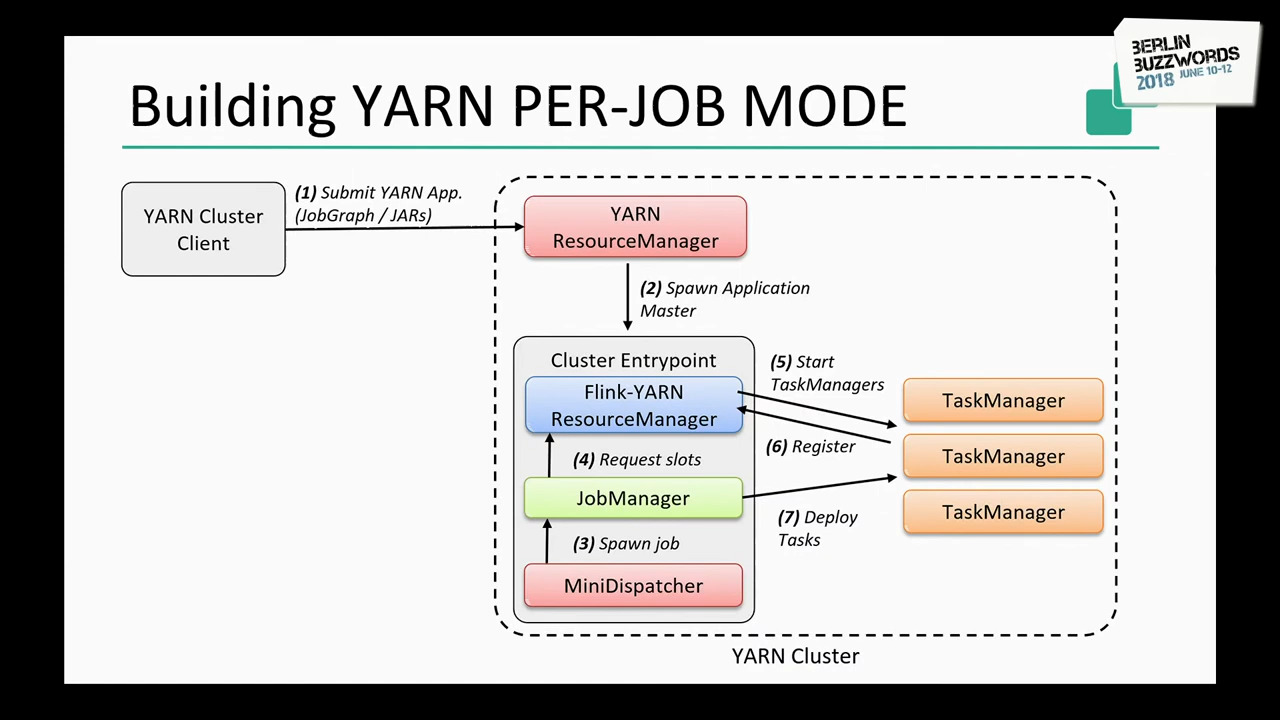 BERLIN
BUZZWORDS
2018 JUNE 10-12
Building YARN PER-JOB MODE
YARN Cluster
Client
(1) Submit YARN App.
(JobGraph / JARs)
YARN
ResourceManager
(2) Spawn Application
Master
Cluster Entrypoint
Flink-YARN
ResourceManager
(4) Request slots
JobManager
(3) Spawn job
MiniDispatcher
(5) Start
TaskManagers
(6) Register
(7) Deploy
Tasks
TaskManager
TaskManager
TaskManager
YARN Cluster